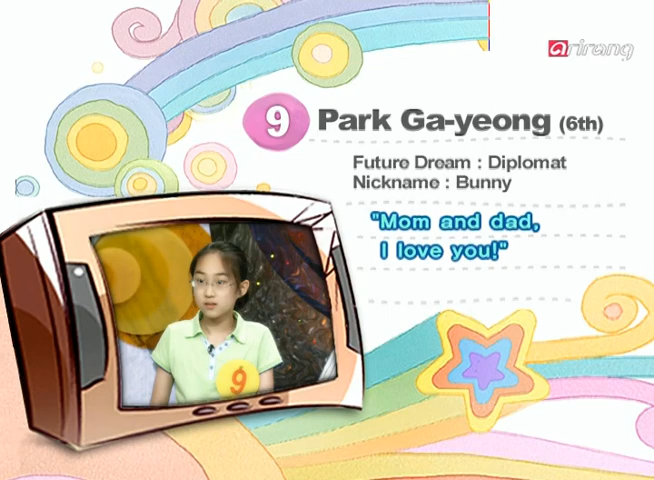 arirang
9 Park Ga-yeong (6th)
Future Dream : Diplomat
Nickname : Bunny
"Mom and dad,
I love you!"
9